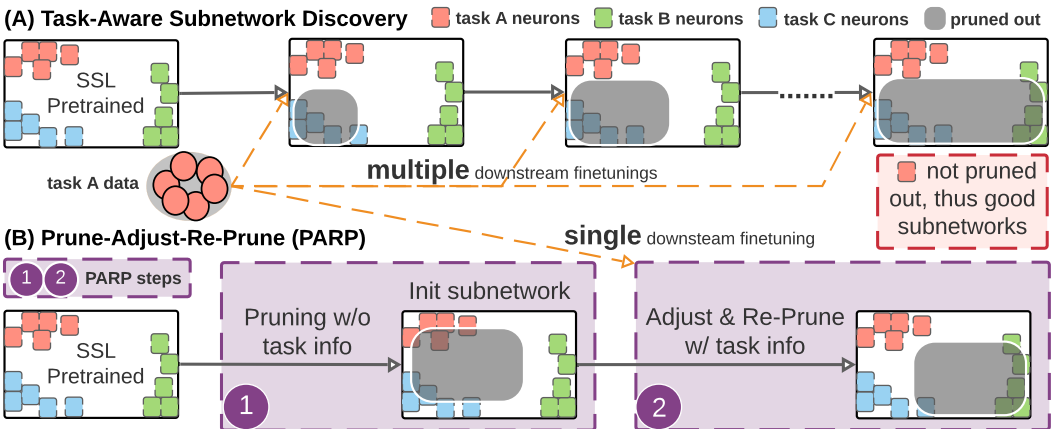 (A) Task-Aware Subnetwork Discovery
task A neurons
task B neurons
task C neurons
pruned out
SSL
Pretrained
task A data
multiple downstream finetunings
not pruned
out, thus good
subnetworks
(B) Prune-Adjust-Re-Prune (PARP)
single downsteam finetuning
1 2 PARP steps
SSL
Pretrained
Pruning w/o
task info
1
Init subnetwork
Adjust & Re-Prune
w/ task info
2